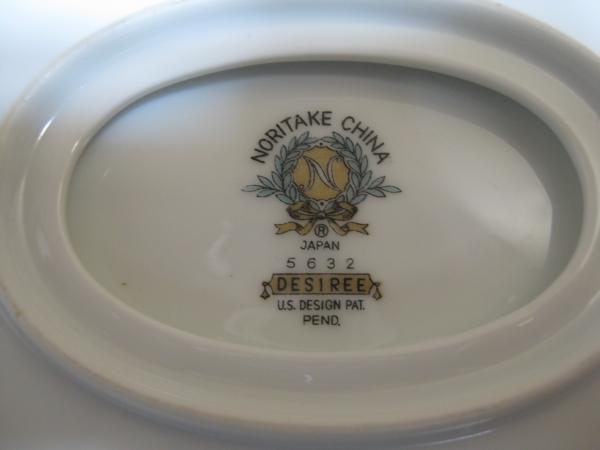 NORITAKE CHINA
N
®
JAPAN
5632
DESIREE
U.S. DESIGN PAT.
PEND.